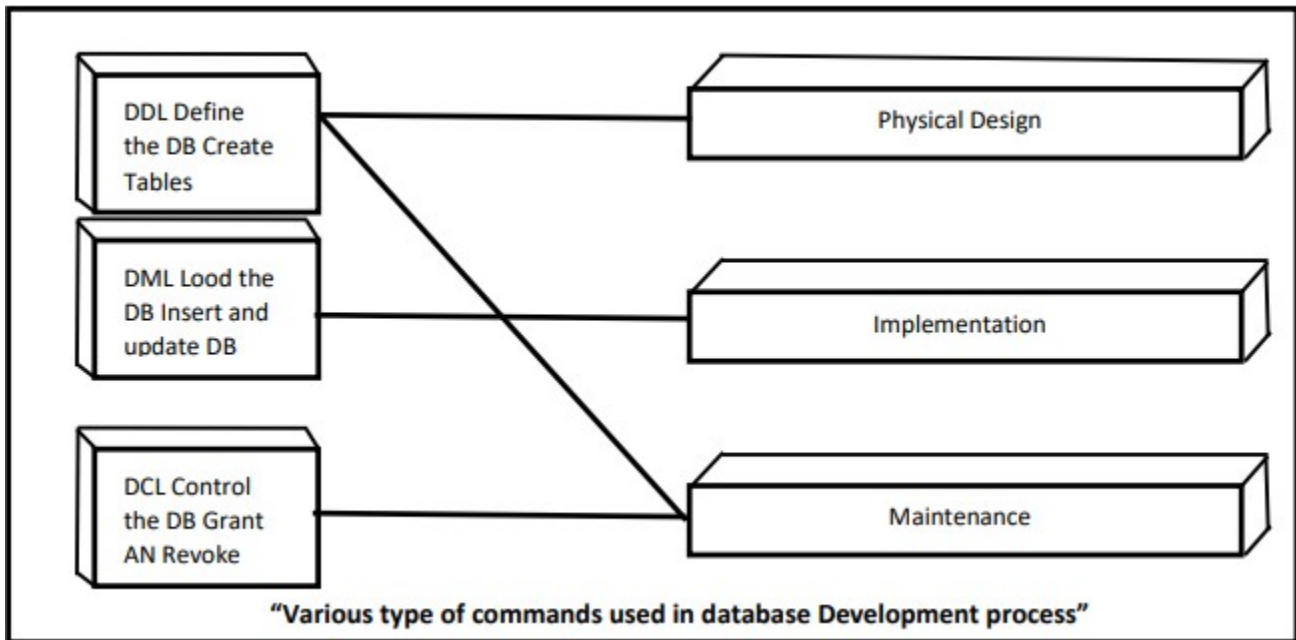 DDL Define
the DB Create
Tables
Physical Design
DML Lood the
DB Insert and
update DB
Implementation
DCL Control
the DB Grant
AN Revoke
Maintenance
“Various type of commands used in database Development process”